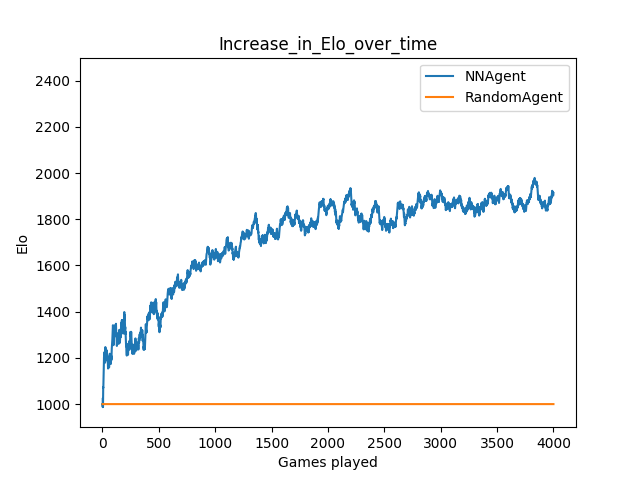 Increase_in_Elo_over_time
NNAgent
RandomAgent
2400
2200
2000
1800
1600
1400
1200
1000
Elo
0 500 1000 1500 2000 2500 3000 3500 4000
Games played